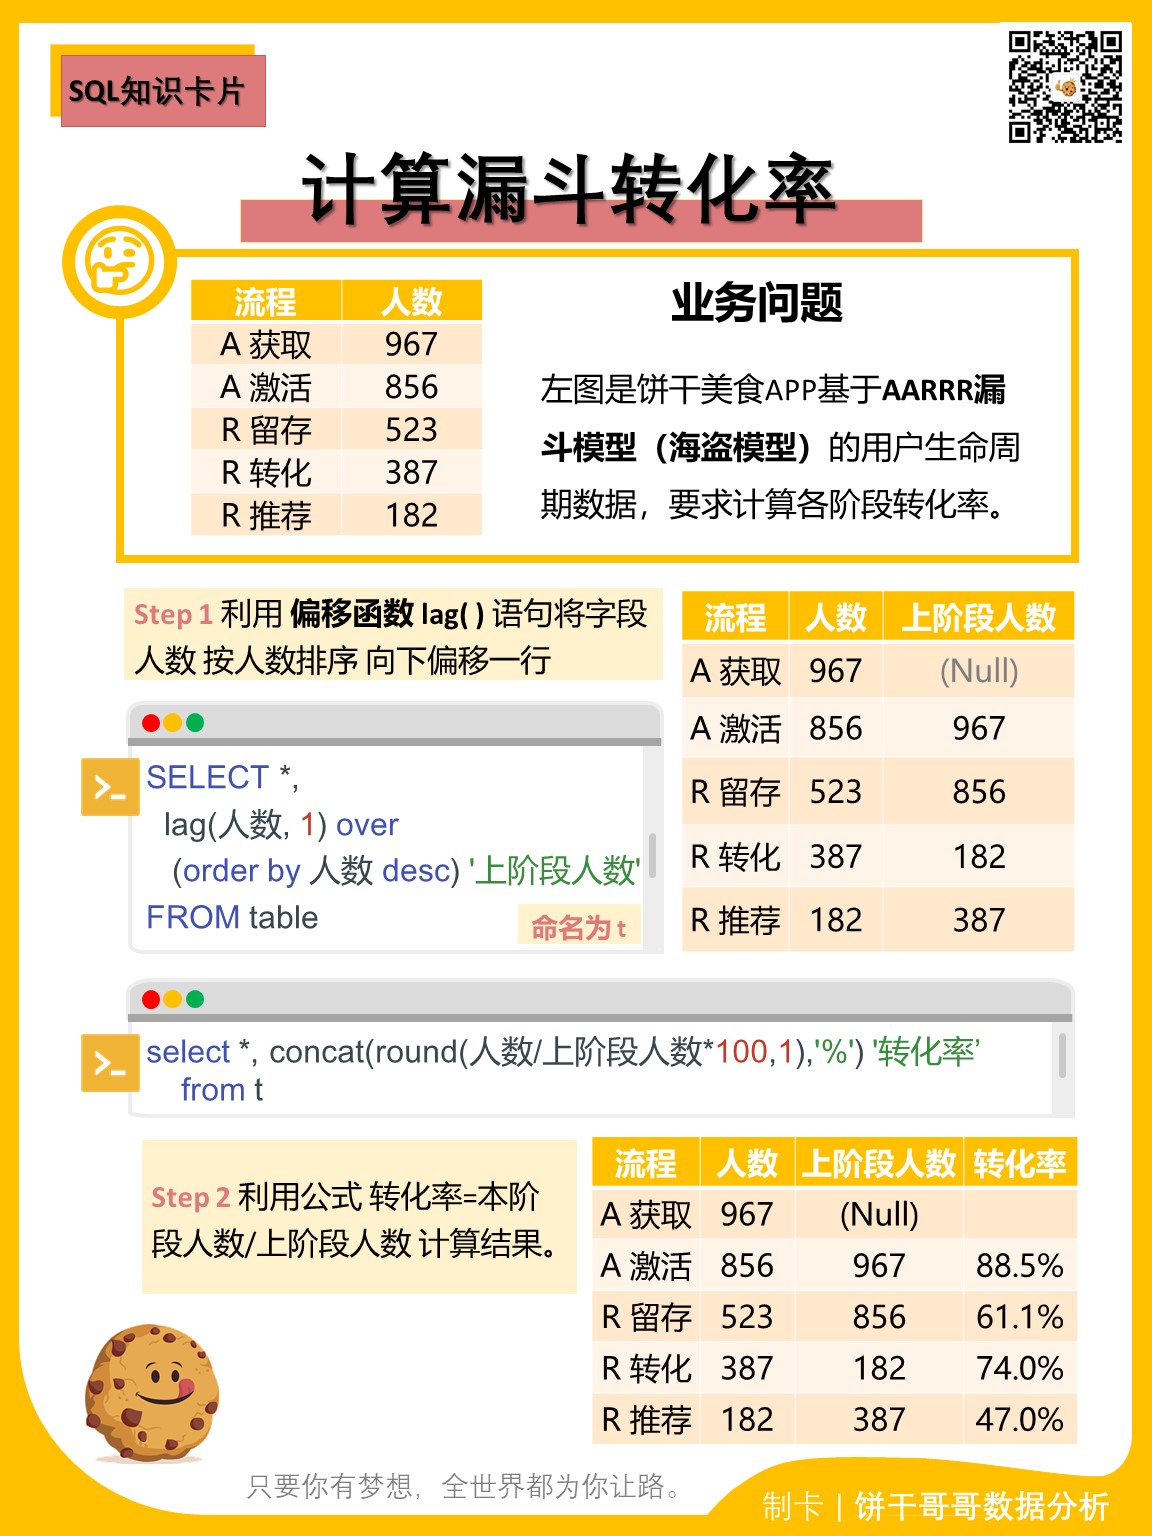 SQL知识卡片
计算漏斗转化率
流程 人数
A 获取 967
A 激活 856
R 留存 523
R 转化 387
R 推荐 182
业务问题
左图是饼干美食APP基于AARRR漏
斗模型（海盗模型）的用户生命周
期数据，要求计算各阶段转化率。
Step 1 利用 偏移函数 lag( ) 语句将字段
人数 按人数排序 向下偏移一行
SELECT *,
lag(人数, 1) over
(order by 人数 desc) '上阶段人数'
FROM table
命名为 t
流程 人数 上阶段人数
A 获取 967 (Null)
A 激活 856 967
R 留存 523 856
R 转化 387 182
R 推荐 182 387
select *, concat(round(人数/上阶段人数*100,1),'%') '转化率’
from t
Step 2 利用公式 转化率=本阶
段人数/上阶段人数 计算结果。
流程 人数 上阶段人数 转化率
A 获取 967 (Null)
A 激活 856 967 88.5%
R 留存 523 856 61.1%
R 转化 387 182 74.0%
R 推荐 182 387 47.0%
只要你有梦想，全世界都为你让路。
制卡 | 饼干哥哥数据分析